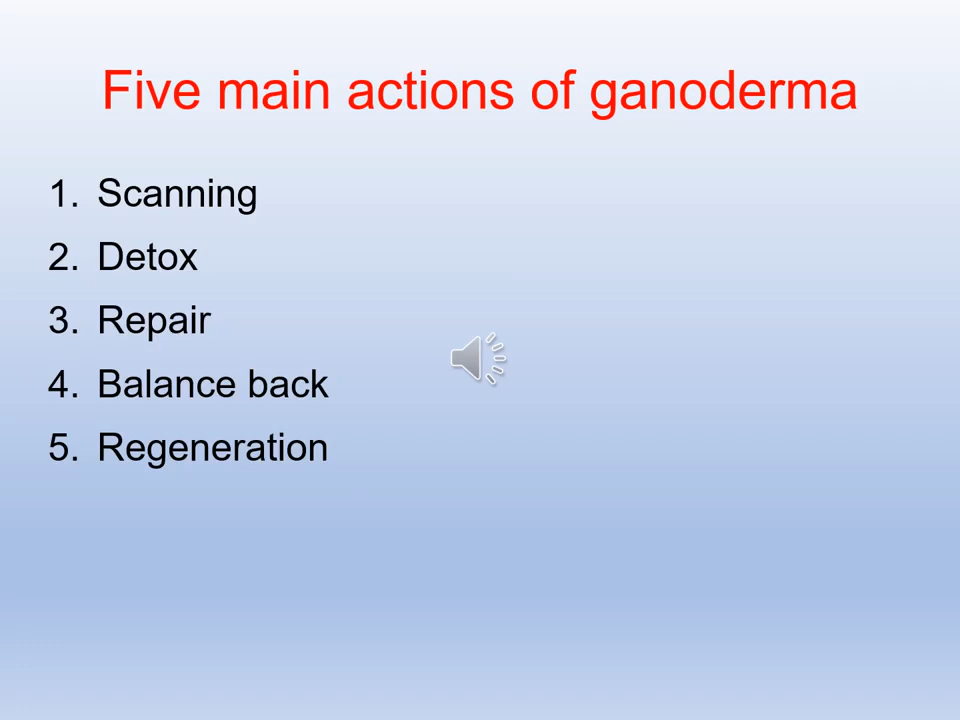 Five main actions of ganoderma
1. Scanning
2. Detox
3. Repair
4. Balance back
5. Regeneration